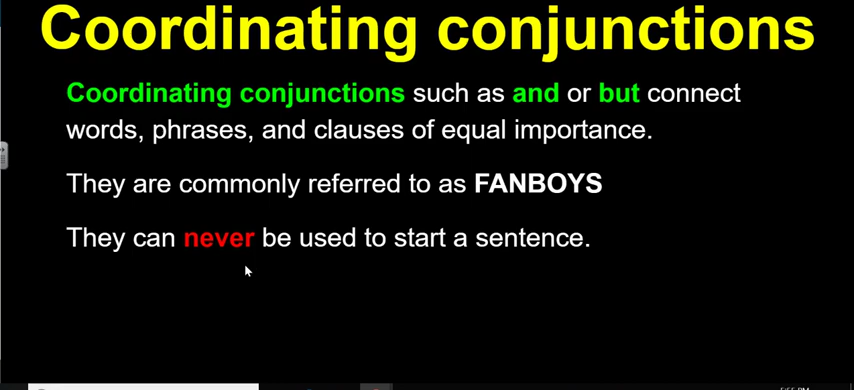 Coordinating conjunctions
Coordinating conjunctions such as and or but connect
words, phrases, and clauses of equal importance.
They are commonly referred to as FANBOYS
They can never be used to start a sentence.